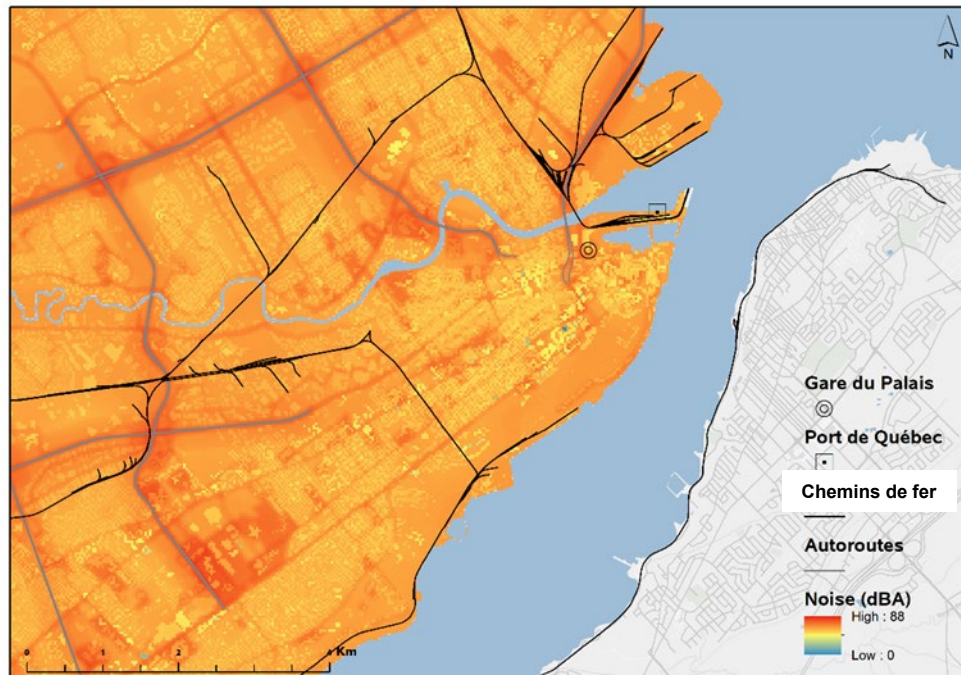 N
Gare du Palais
Port de Québec
Chemins de fer
Autoroutes
Noise (dBA)
High : 88
Low : 0
0 1 2 4 Km